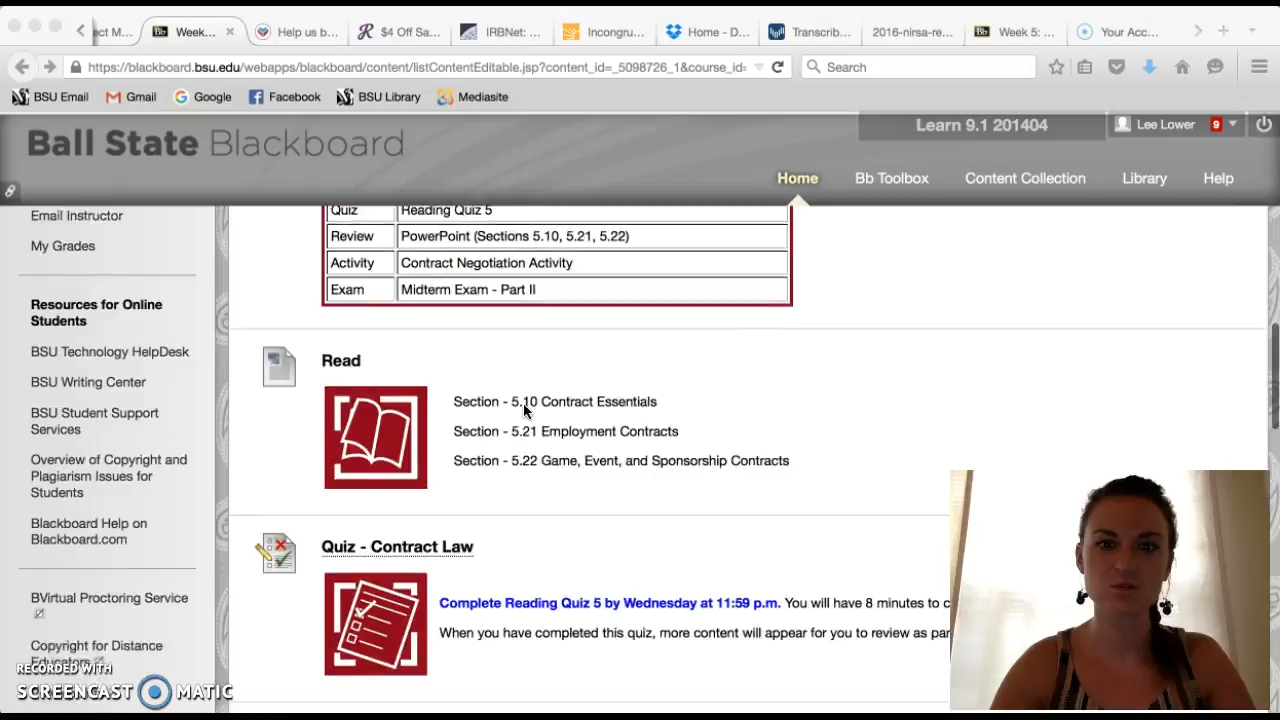 ect M...
Week...
Help us b...
$4 Off Sa...
IRBNet: ...
Incongru...
Home - D...
Transcrib...
2016-nirsa-re...
Week 5: ...
Your Acc...
https://blackboard.bsu.edu/webapps/blackboard/content/listContentEditable.jsp?content_id=_5098726_1&course_id=
Search
BSU Email
Gmail
Google
Facebook
BSU Library
Mediasite
Ball State Blackboard
Learn 9.1 201404
Lee Lower
9
Home
Bb Toolbox
Content Collection
Library
Help
Email Instructor
My Grades
Resources for Online
Students
BSU Technology HelpDesk
BSU Writing Center
BSU Student Support
Services
Overview of Copyright and
Plagiarism Issues for
Students
Blackboard Help on
Blackboard.com
BVirtual Proctoring Service
Copyright for Distance
Educators
Quiz Reading Quiz 5
Review PowerPoint (Sections 5.10, 5.21, 5.22)
Activity Contract Negotiation Activity
Exam Midterm Exam - Part II
Read
Section - 5.10 Contract Essentials
Section - 5.21 Employment Contracts
Section - 5.22 Game, Event, and Sponsorship Contracts
Quiz - Contract Law
Complete Reading Quiz 5 by Wednesday at 11:59 p.m. You will have 8 minutes to c
When you have completed this quiz, more content will appear for you to review as par
RECORDED WITH
SCREENCAST MATIC